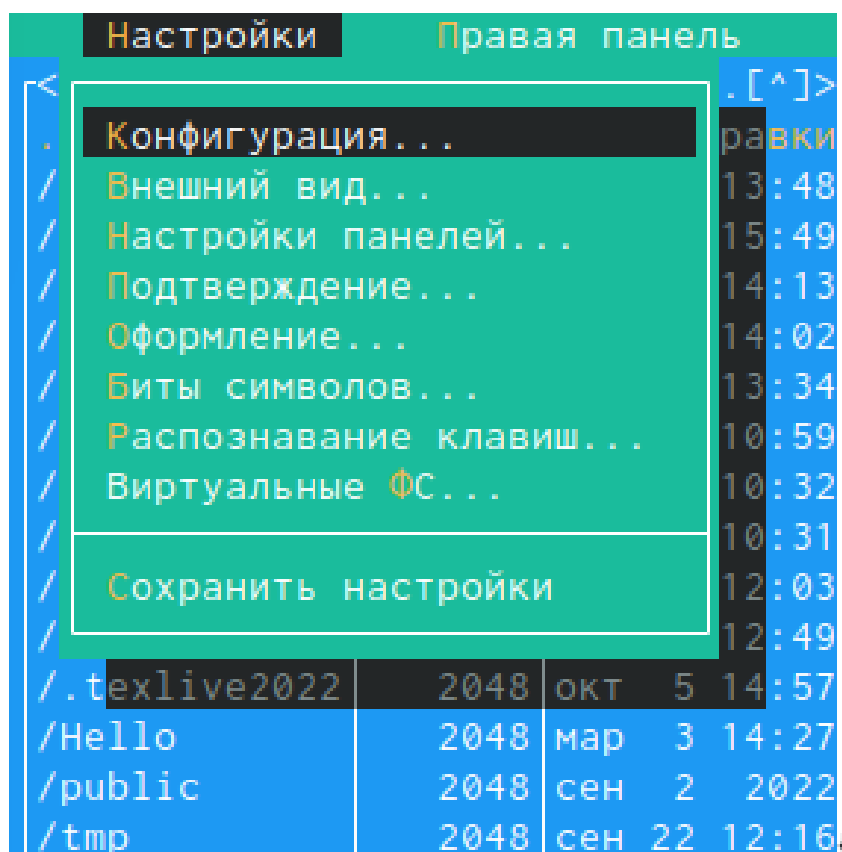 Настройки Правая панель
< .[^]>
. Конфигурация... равки
/ Внешний вид... 13:48
/ Настройки панелей... 15:49
/ Подтверждение... 14:13
/ Оформление... 14:02
/ Биты символов... 13:34
/ Распознавание клавиш... 10:59
/ Виртуальные ФС... 10:32
/ 10:31
/ Сохранить настройки 12:03
/ 12:49
/.texlive2022 2048 окт 5 14:57
/Hello 2048 мар 3 14:27
/public 2048 сен 2 2022
/tmp 2048 сен 22 12:16